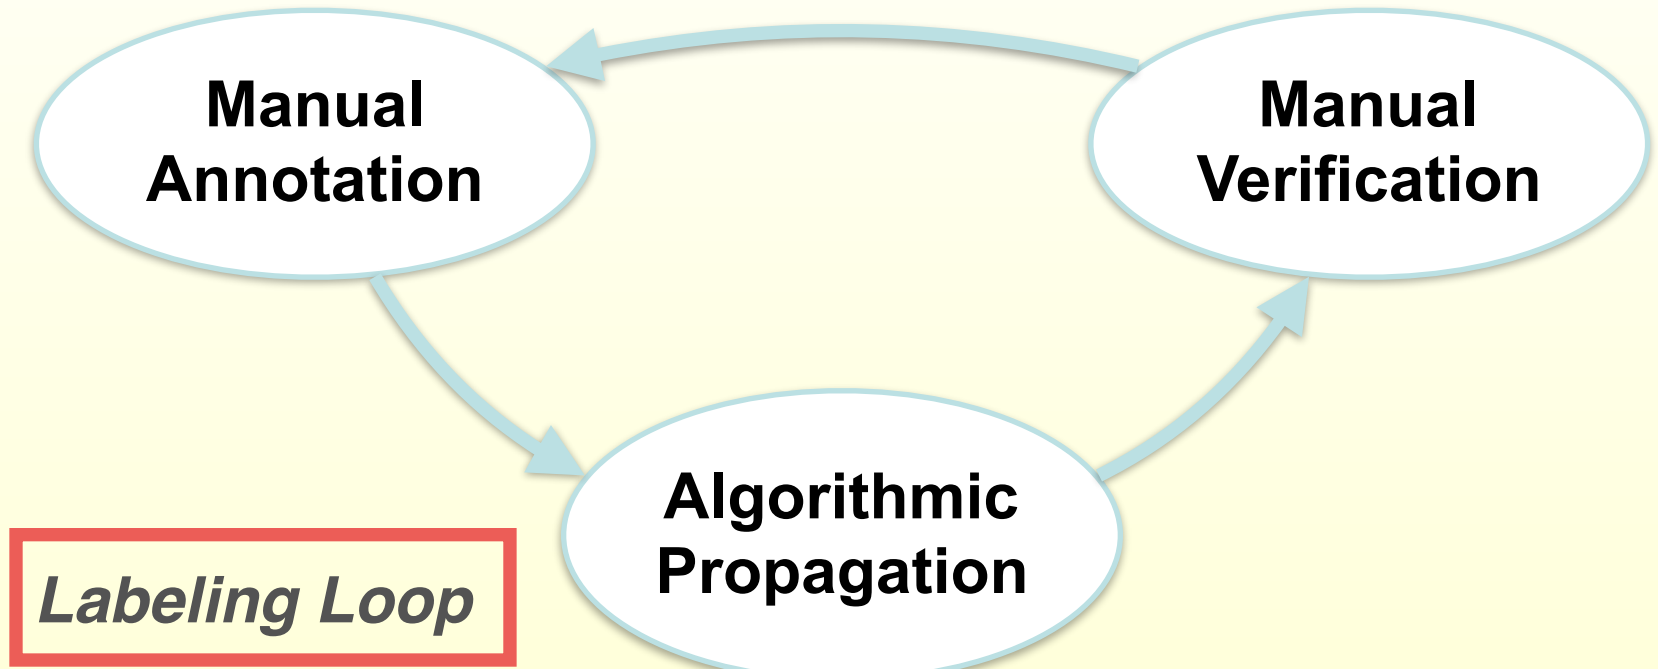 Manual
Annotation
Manual
Verification
Algorithmic
Propagation
Labeling Loop